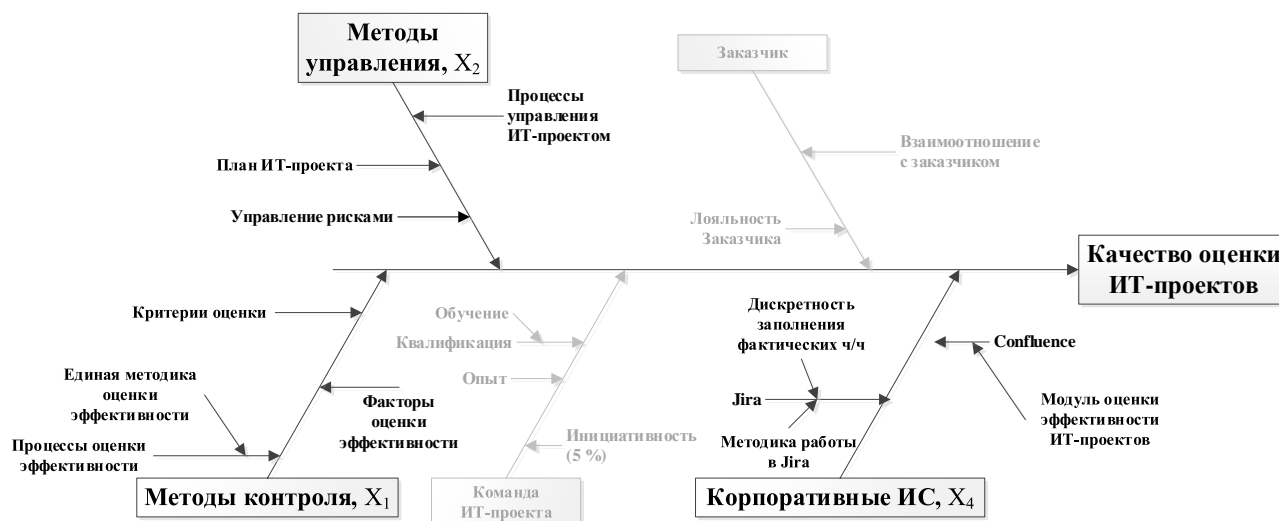 Методы
управления, X2
Заказчик
Процессы
управления
ИТ-проектом
Взаимоотношение
с заказчиком
План ИТ-проекта
Управление рисками
Лояльность
Заказчика
Качество оценки
ИТ-проектов
Критерии оценки
Обучение
Квалификация
Опыт
Дискретность
заполнения
фактических ч/ч
Confluence
Единая методика
оценки
эффективности
Факторы
оценки
эффективности
Jira
Модуль оценки
эффективности
ИТ-проектов
Процессы оценки
эффективности
Инициативность
(5 %)
Методика работы
в Jira
Методы контроля, X1
Команда
ИТ-проекта
Корпоративные ИС, X4